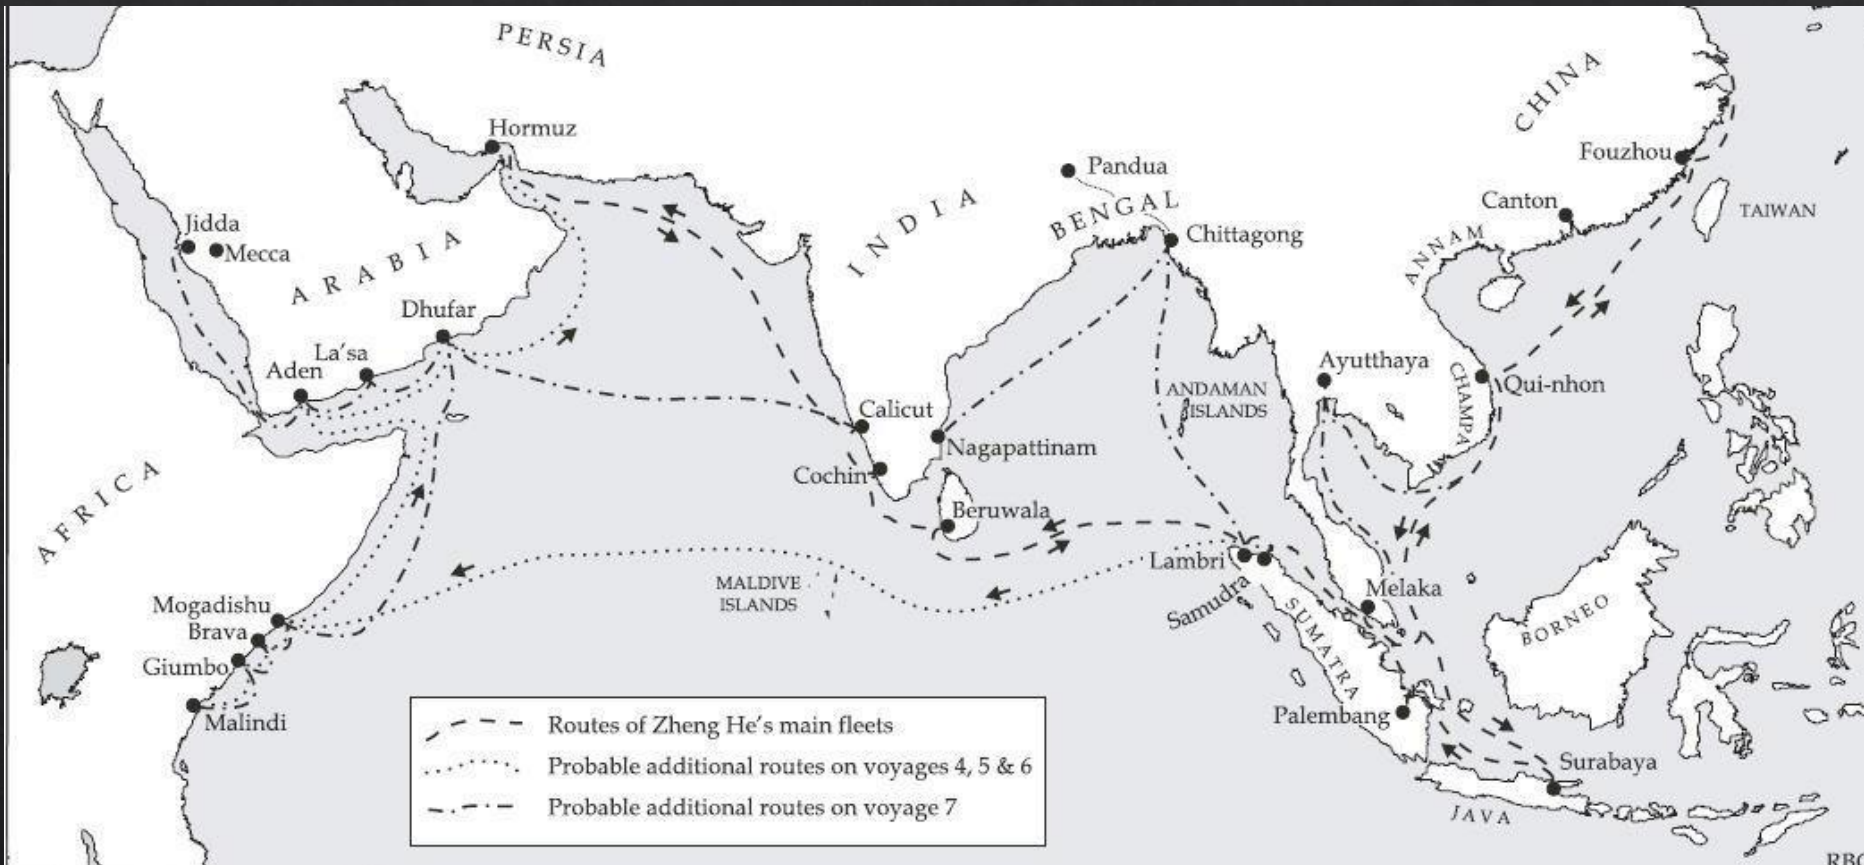 PERSIA
CHINA
Hormuz
Pandua
Fouzhou
INDIA
BENGAL
Canton
TAIWAN
Jidda
Mecca
Chittagong
ANNAM
ARABIA
Dhufar
La'sa
Aden
Ayutthaya
CHAMPA
Qui-nhon
ANDAMAN
ISLANDS
Calicut
Nagapattinam
Cochin
AFRICA
Beruwala
Lambri
Samudra
SUMATRA
Melaka
BORNEO
MALDIVE
ISLANDS
Mogadishu
Brava
Giumbo
Malindi
Palembang
Surabaya
JAVA
Routes of Zheng He's main fleets
Probable additional routes on voyages 4, 5 & 6
Probable additional routes on voyage 7